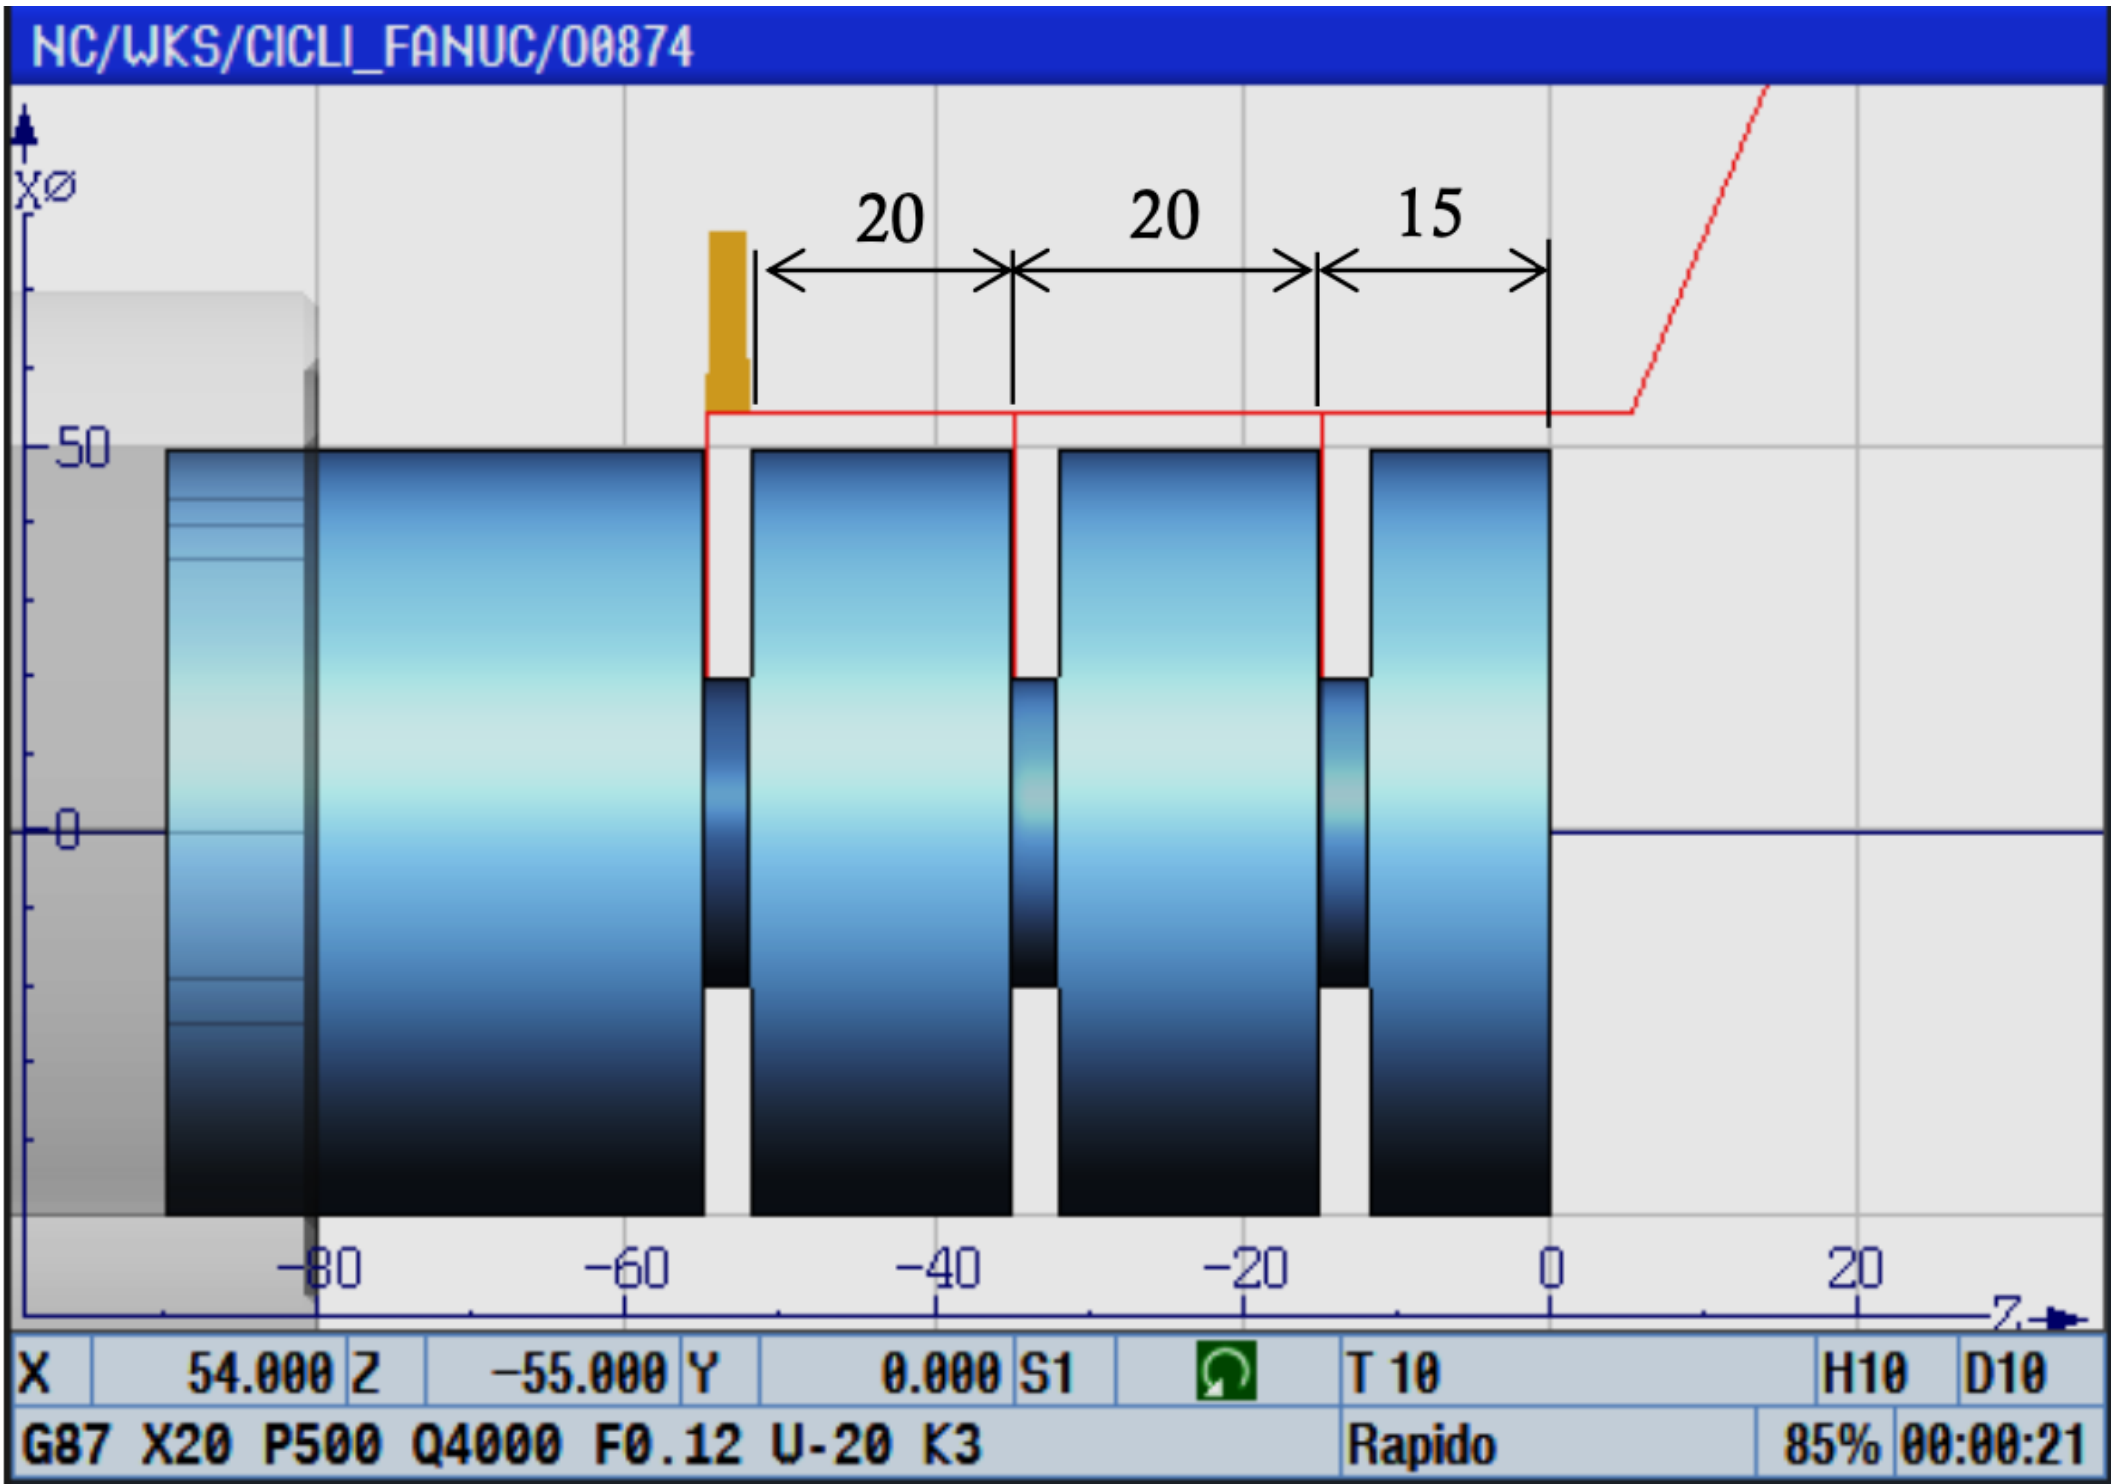 NC/WKS/CICLI_FANUC/O0874
XØ
20 20 15
50
0
-80 -60 -40 -20 0 20
Z
X 54.000 Z -55.000 Y 0.000 S1 T 10 H10 D10
G87 X20 P500 Q4000 F0.12 W-20 K3 Rapido 85% 00:00:21